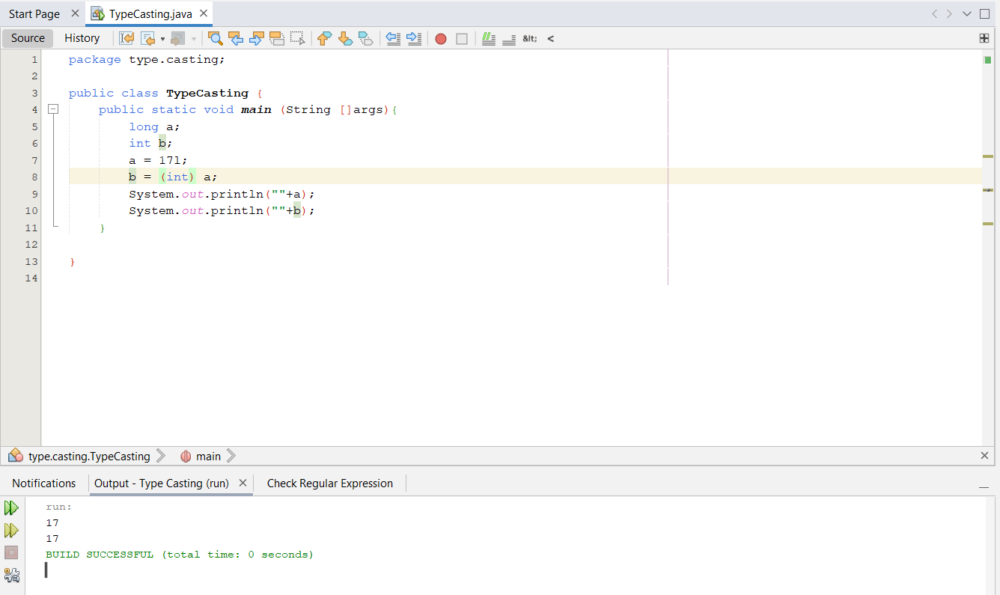 Start Page TypeCasting.java
Source History &lt; <
1 package type.casting;
2
3 public class TypeCasting {
4 public static void main (String []args){
5 long a;
6 int b;
7 a = 17l;
8 b = (int) a;
9 System.out.println(""+a);
10 System.out.println(""+b);
11 }
12
13 }
14
type.casting.TypeCasting main
Notifications Output - Type Casting (run) Check Regular Expression
run:
17
17
BUILD SUCCESSFUL (total time: 0 seconds)